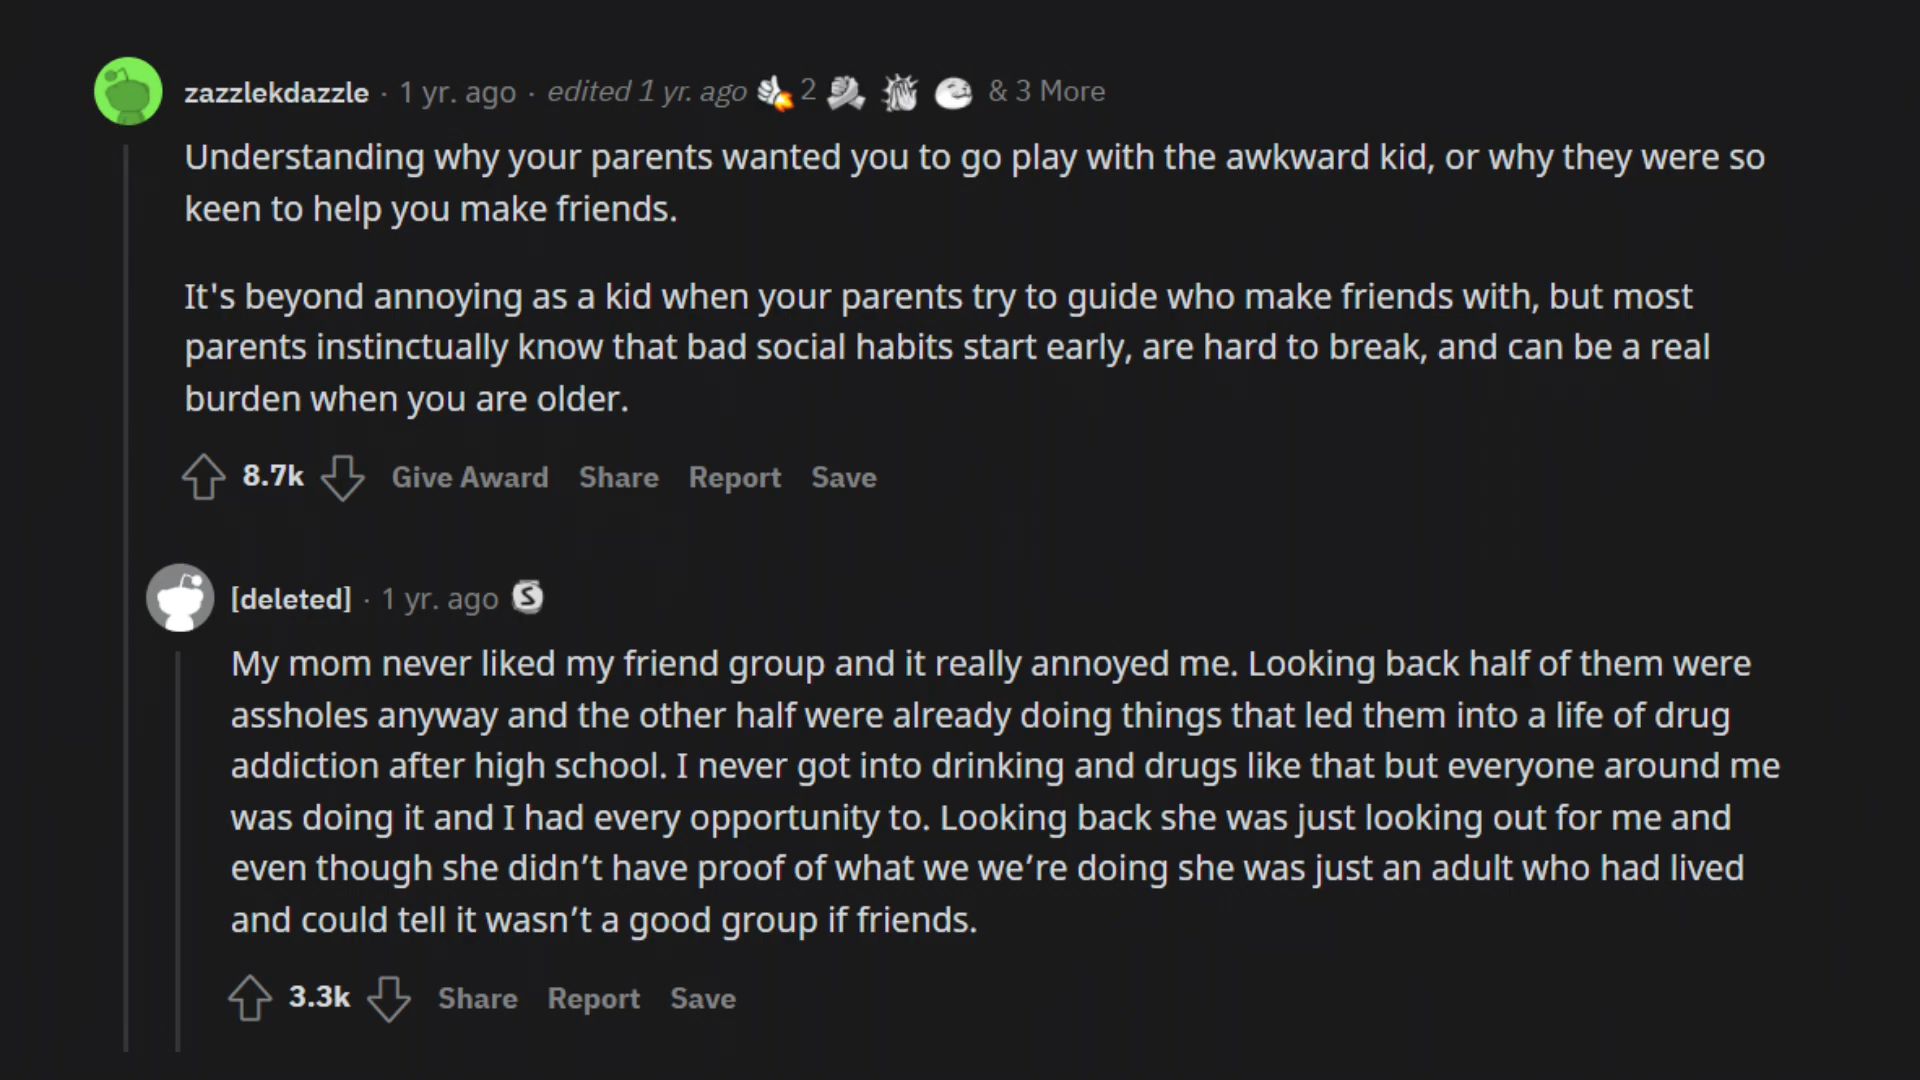 zazzlekdazzle · 1 yr. ago · edited 1 yr. ago 2 & 3 More
Understanding why your parents wanted you to go play with the awkward kid, or why they were so
keen to help you make friends.
It's beyond annoying as a kid when your parents try to guide who make friends with, but most
parents instinctually know that bad social habits start early, are hard to break, and can be a real
burden when you are older.
8.7k Give Award Share Report Save
[deleted] · 1 yr. ago S
My mom never liked my friend group and it really annoyed me. Looking back half of them were
assholes anyway and the other half were already doing things that led them into a life of drug
addiction after high school. I never got into drinking and drugs like that but everyone around me
was doing it and I had every opportunity to. Looking back she was just looking out for me and
even though she didn’t have proof of what we we’re doing she was just an adult who had lived
and could tell it wasn’t a good group if friends.
3.3k Share Report Save